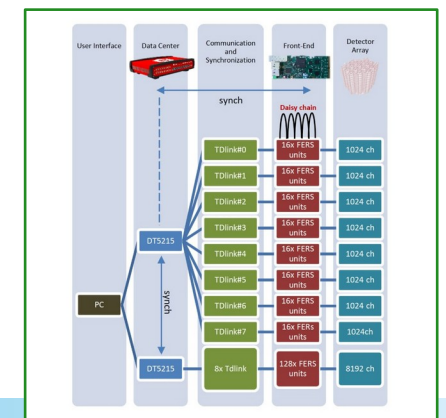 User Interface
Data Center
Communication
and
Synchronization
Front-End
Detector
Array
synch
Daisy chain
TDlink#0
16x FERS
units
1024 ch
TDlink#1
16x FERS
units
1024 ch
TDlink#2
16x FERS
units
1024 ch
TDlink#3
16x FERS
units
1024 ch
DT5215
TDlink#4
16x FERS
units
1024 ch
TDlink#5
16x FERS
units
1024 ch
synch
TDlink#6
16x FERS
units
1024 ch
PC
TDlink#7
16x FERs
units
1024ch
DT5215
8x Tdlink
128x FERS
units
8192 ch